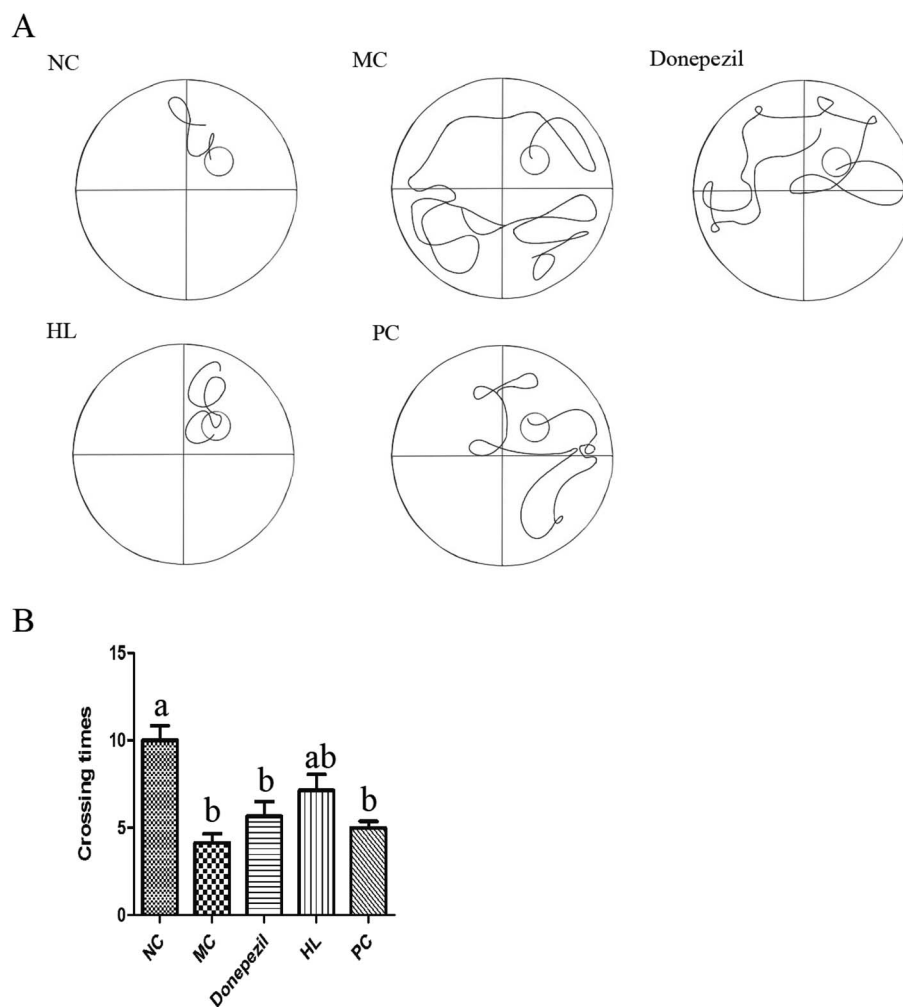 A
NC
MC
Donepezil
HL
PC
B
Crossing times
15
10
5
0
a
b
b
ab
b
NC
MC
Donepezil
HL
PC